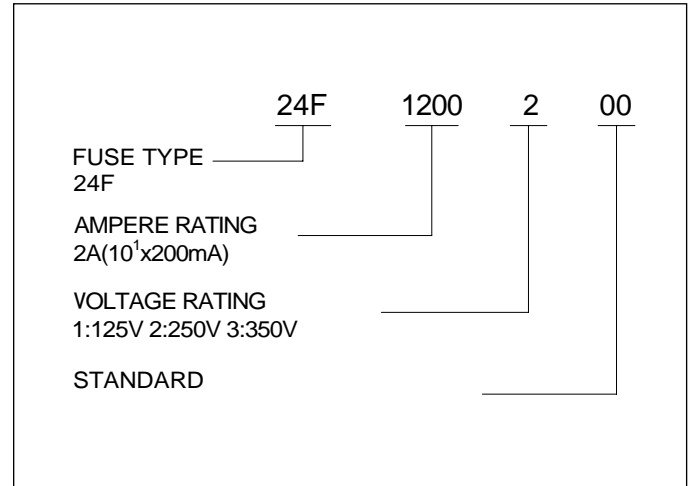 24F 1200 2 00
FUSE TYPE
24F
AMPERE RATING
2A(10¹x200mA)
VOLTAGE RATING
1:125V 2:250V 3:350V
STANDARD